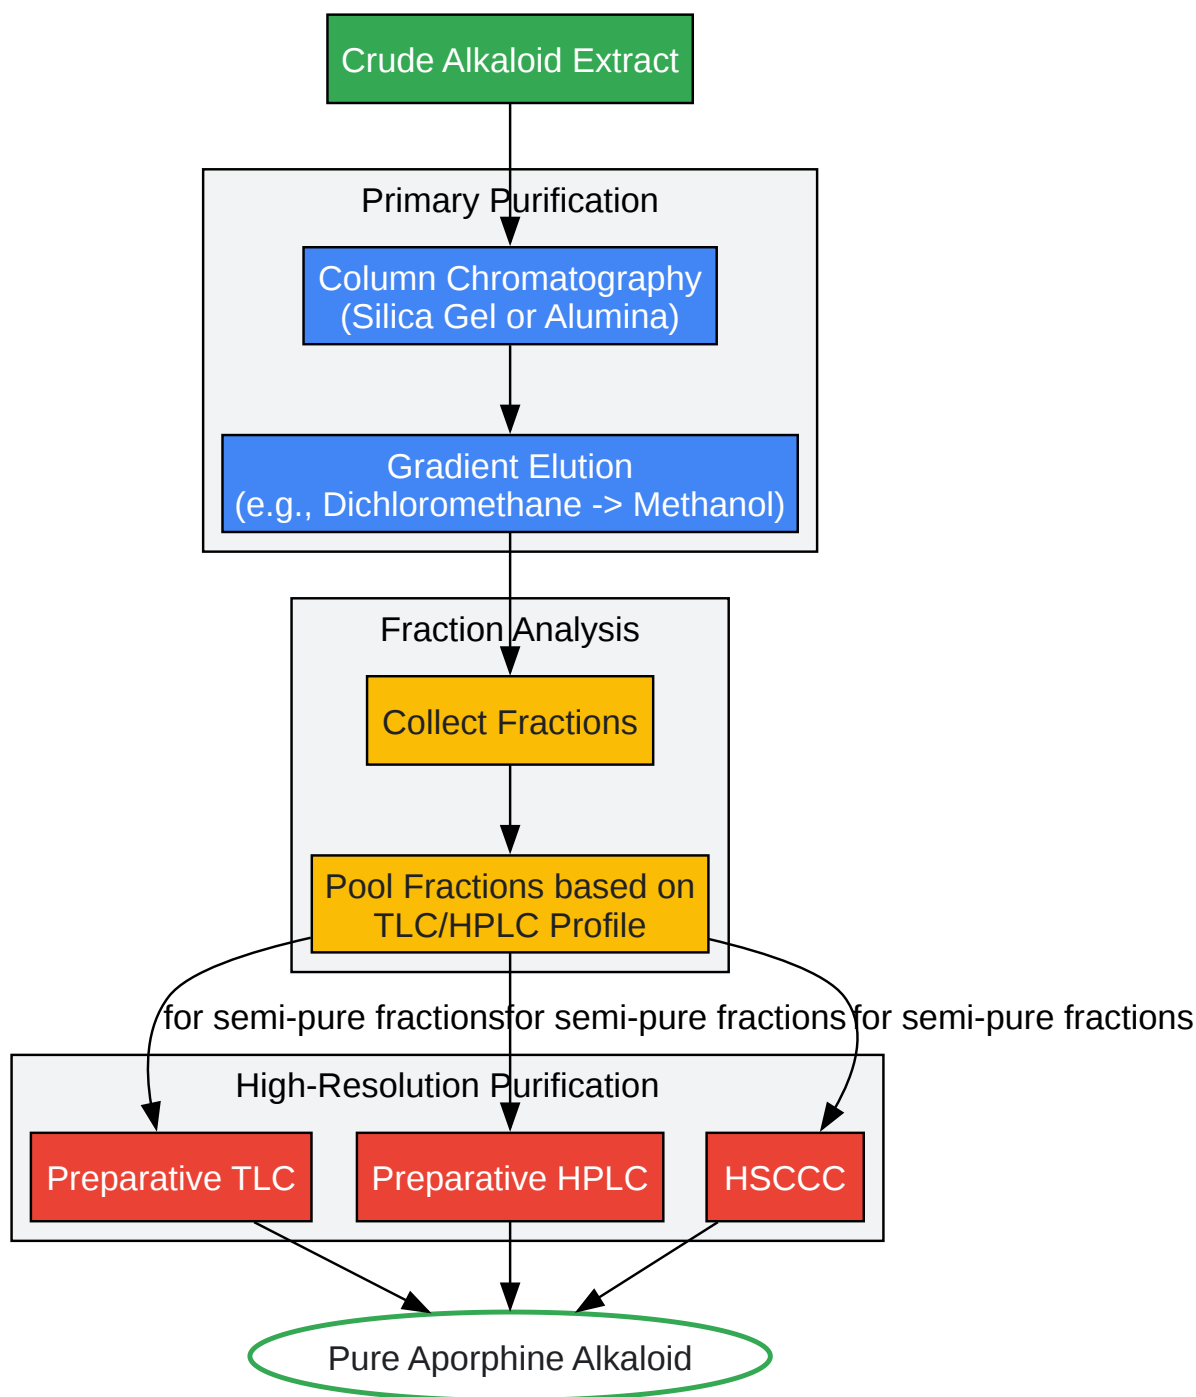 Crude Alkaloid Extract
Primary Purification
Column Chromatography
(Silica Gel or Alumina)
Gradient Elution
(e.g., Dichloromethane -> Methanol)
Fraction Analysis
Collect Fractions
Pool Fractions based on
TLC/HPLC Profile
for semi-pure fractions
for semi-pure fractions
for semi-pure fractions
High-Resolution Purification
Preparative TLC
Preparative HPLC
HSCCC
Pure Aporphine Alkaloid